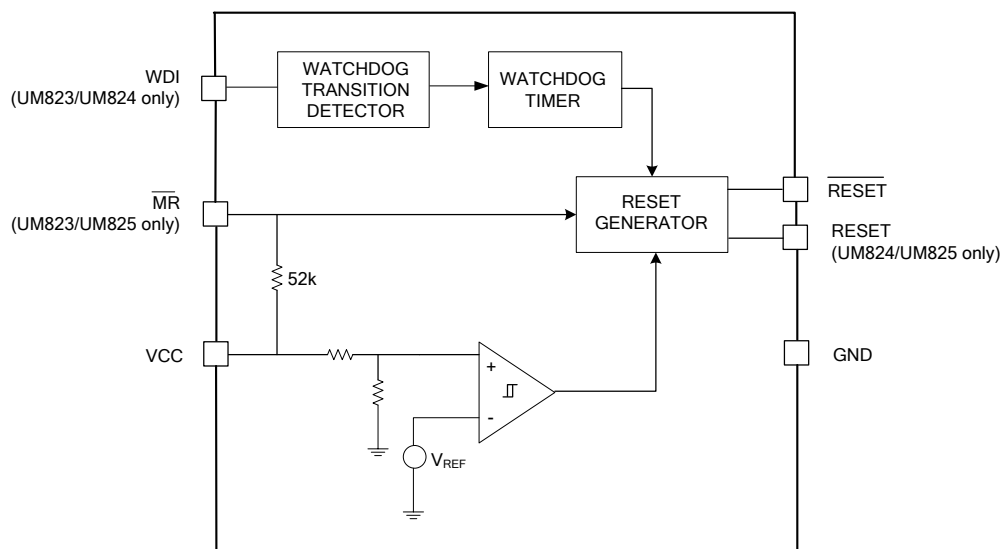 WDI
(UM823/UM824 only)
WATCHDOG
TRANSITION
DETECTOR
WATCHDOG
TIMER
MR
(UM823/UM825 only)
RESET
GENERATOR
RESET
RESET
(UM824/UM825 only)
52k
VCC
+
-
VREF
GND